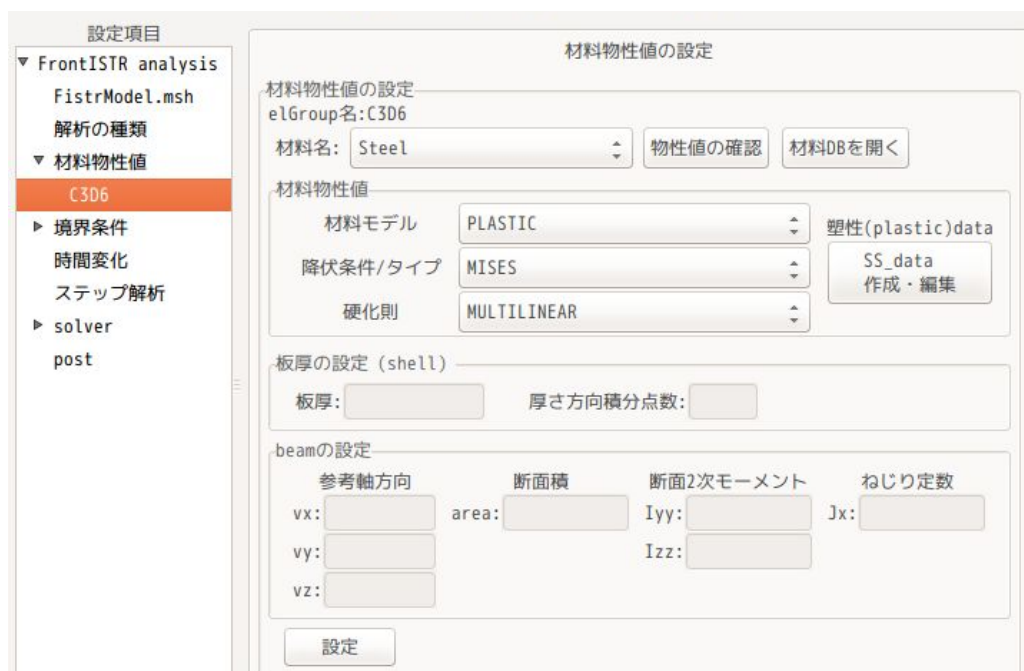 設定項目
FrontISTR analysis
FistrModel.msh
解析の種類
材料物性値
C3D6
境界条件
時間変化
ステップ解析
solver
post
材料物性値の設定
材料物性値の設定
elGroup名:C3D6
材料名: Steel 物性値の確認 材料DBを開く
材料物性値
材料モデル PLASTIC
降伏条件/タイプ MISES
硬化則 MULTILINEAR
塑性(plastic)data
SS_data
作成・編集
板厚の設定 (shell)
板厚: 厚さ方向積分点数:
beamの設定
参考軸方向 断面積 断面2次モーメント ねじり定数
vx: area: Iyy: Jx:
vy: Izz:
vz:
設定